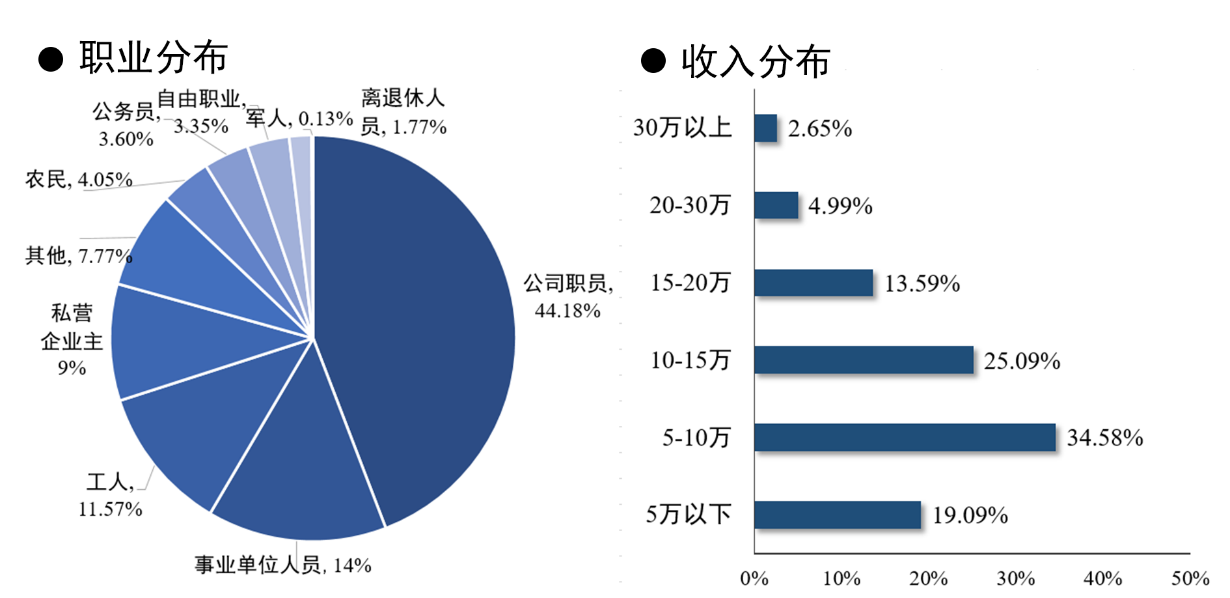 ● 职业分布
公务员,
3.60%
自由职业,
3.35%
军人, 0.13%
离退休人
员, 1.77%
农民, 4.05%
其他, 7.77%
私营
企业主
9%
工人,
11.57%
事业单位人员, 14%
公司职员,
44.18%
● 收入分布
30万以上 2.65%
20-30万 4.99%
15-20万 13.59%
10-15万 25.09%
5-10万 34.58%
5万以下 19.09%
0% 10% 20% 30% 40% 50%